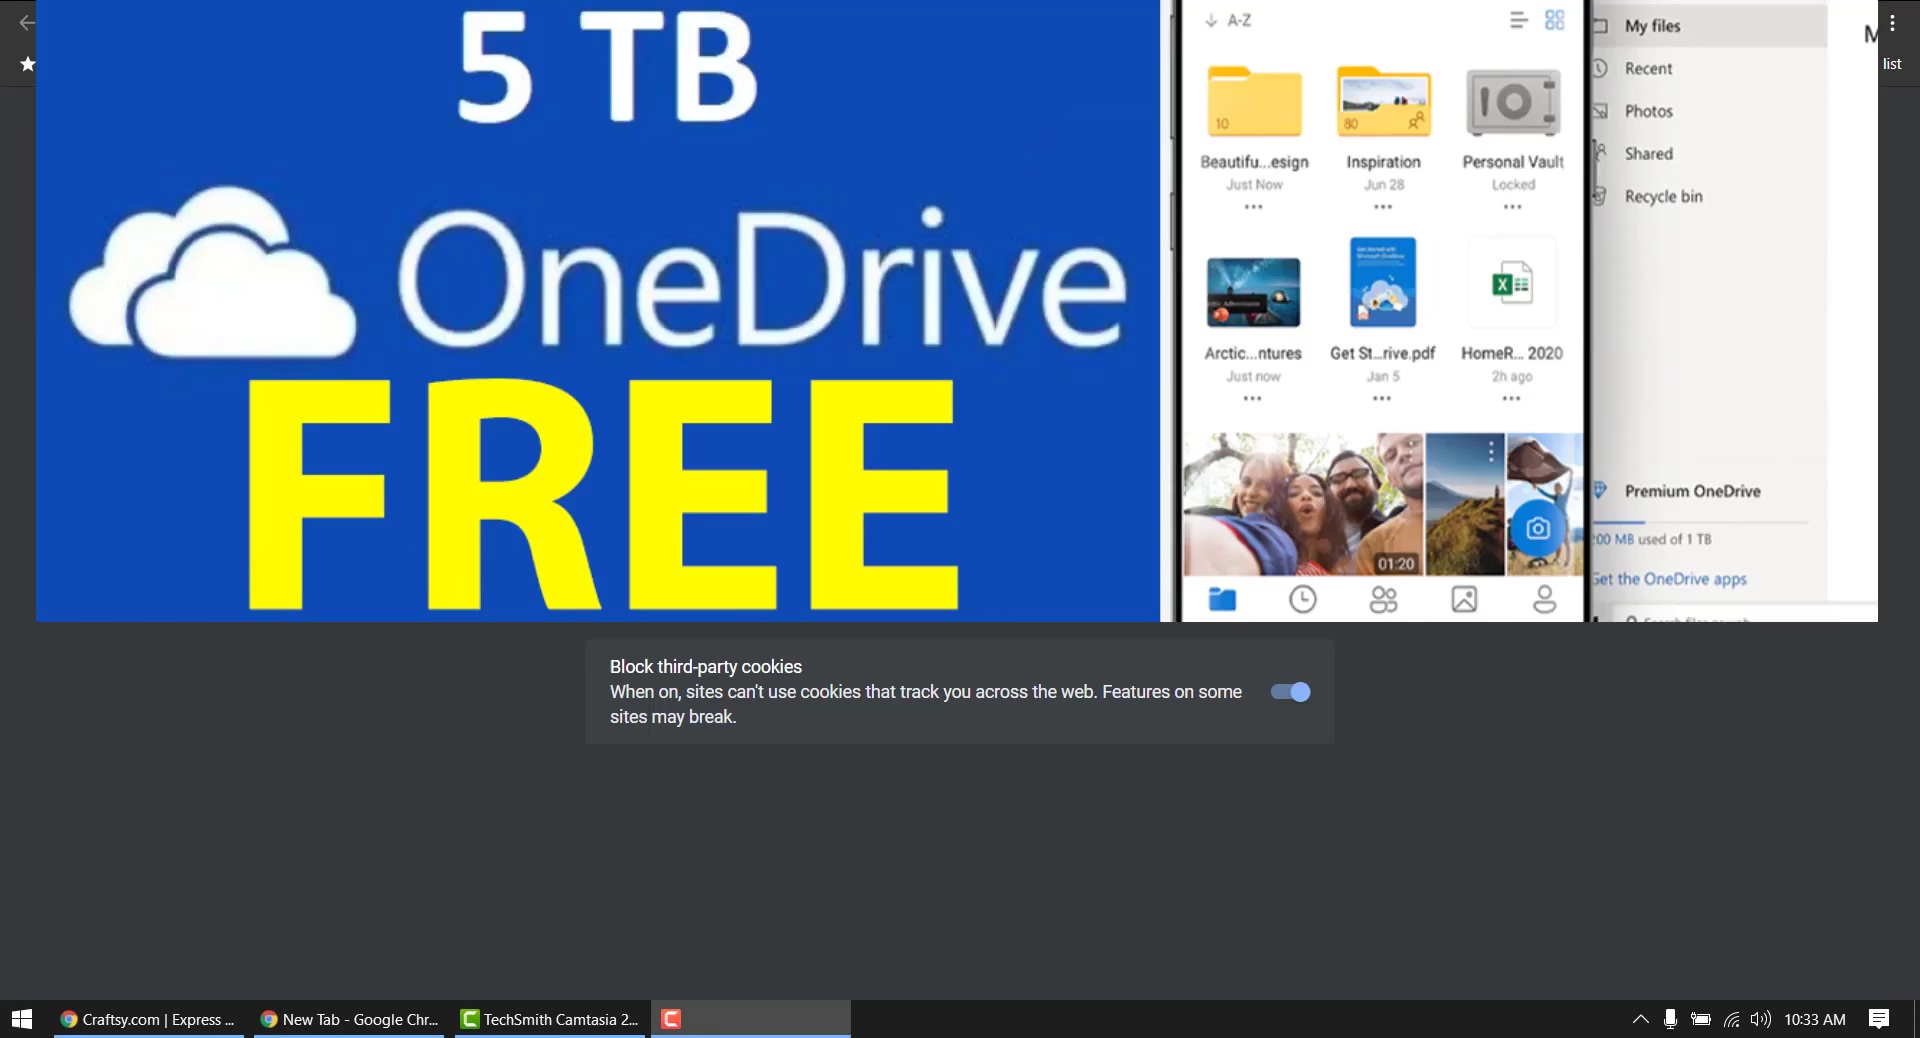 5 TB
OneDrive
FREE
A-Z
10
80
Beautifu...esign
Inspiration
Personal Vault
Just Now
Jun 28
Locked
Arctic...ntures
Get St...rive.pdf
HomeR... 2020
Just now
Jan 5
2h ago
01:20
My files
list
Recent
Photos
Shared
Recycle bin
Premium OneDrive
200 MB used of 1 TB
Get the OneDrive apps
Block third-party cookies
When on, sites can't use cookies that track you across the web. Features on some
sites may break.
Craftsy.com | Express ...
New Tab - Google Chr...
TechSmith Camtasia 2...
10:33 AM